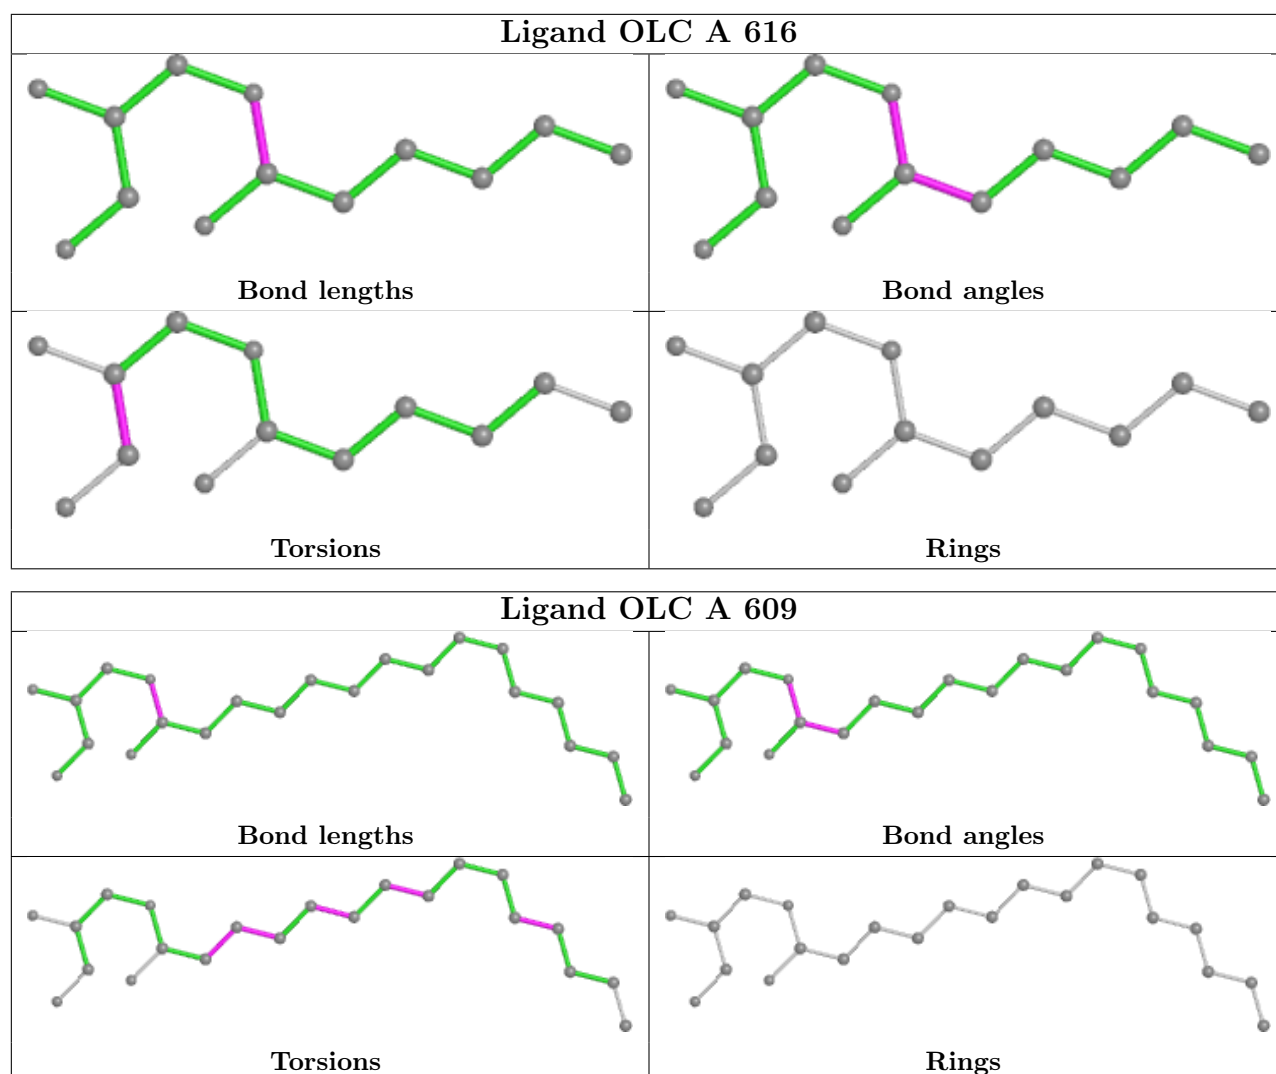 Ligand OLC A 616
Bond lengths
Bond angles
Torsions
Rings
Ligand OLC A 609
Bond lengths
Bond angles
Torsions
Rings